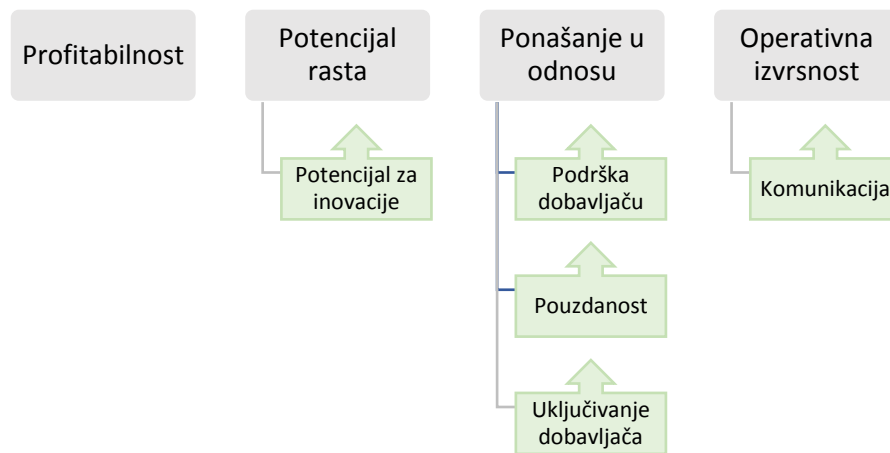 Profitabilnost
Potencijal
rasta
Potencijal za
inovacije
Ponašanje u
odnosu
Podrška
dobavljaču
Pouzdanost
Uključivanje
dobavljača
Operativna
izvrsnost
Komunikacija